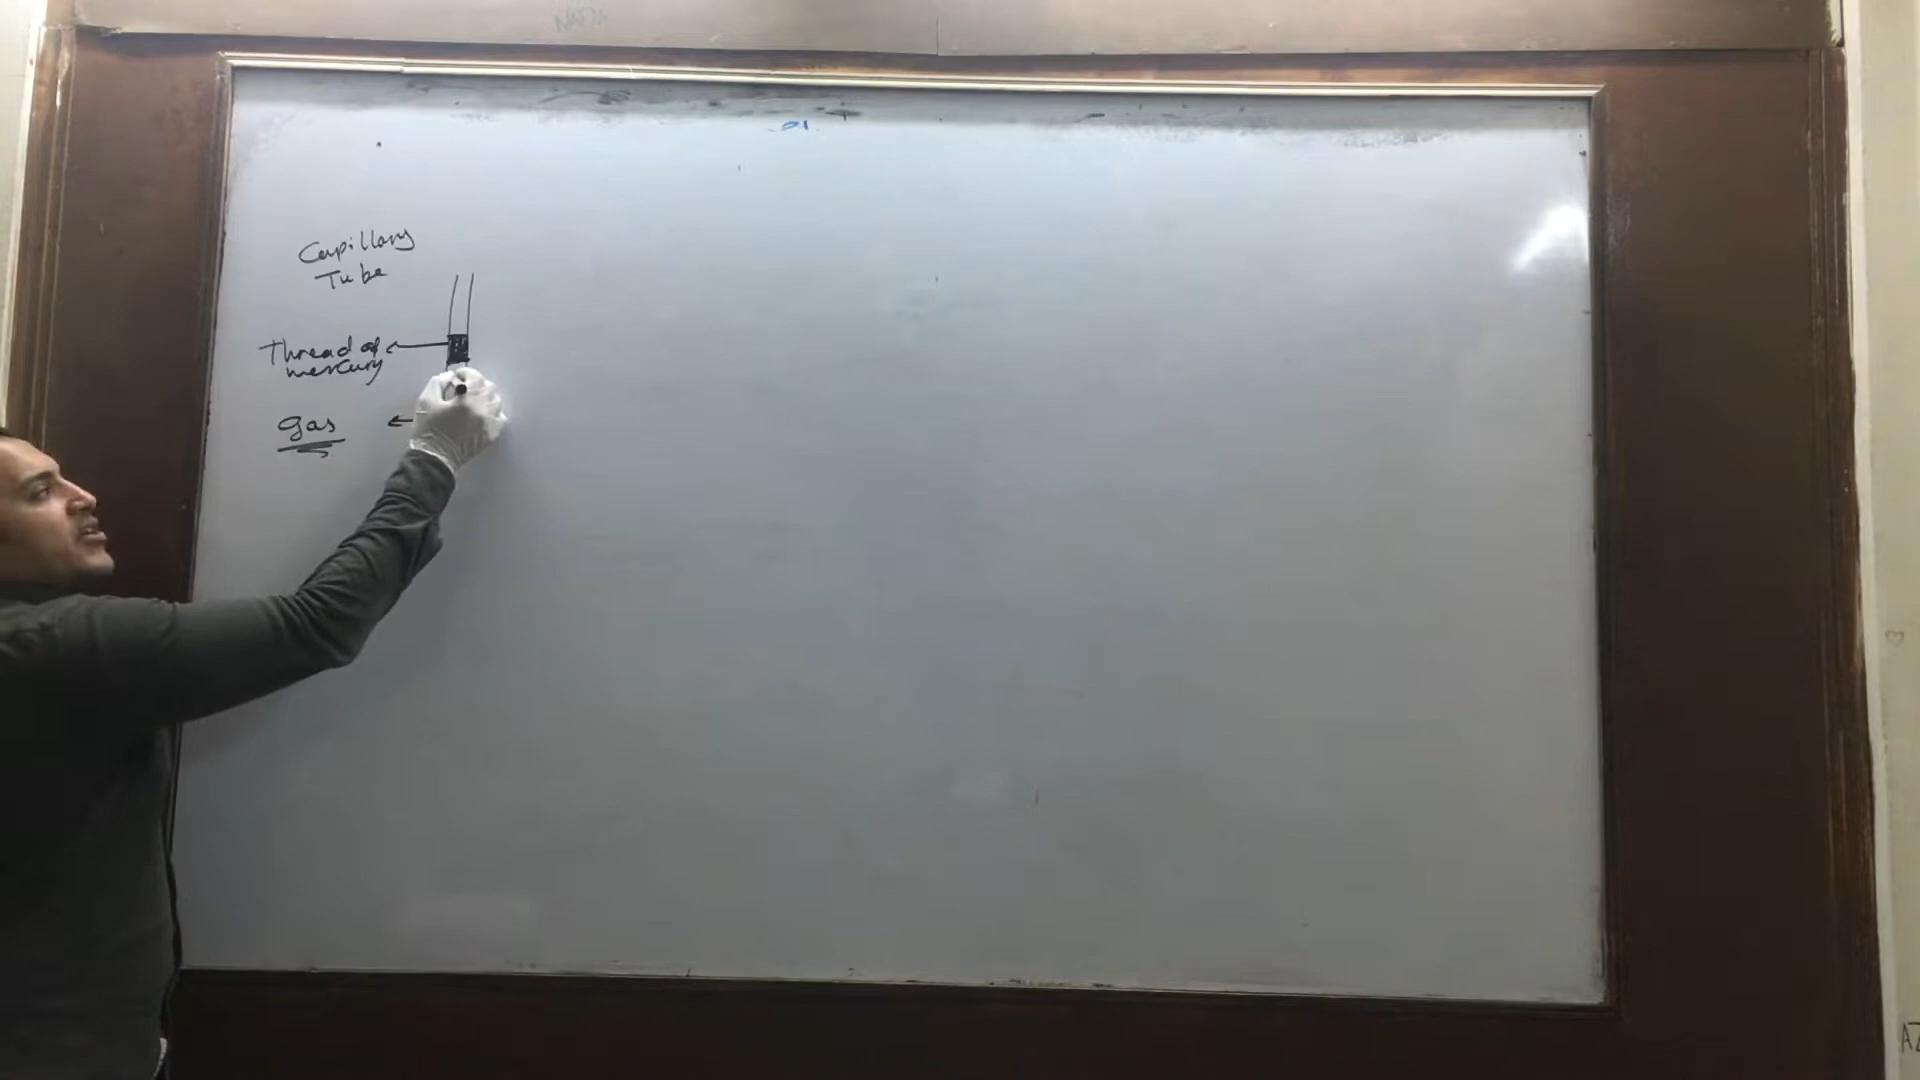 Capillary
Tube
Thread of
mercury
gas